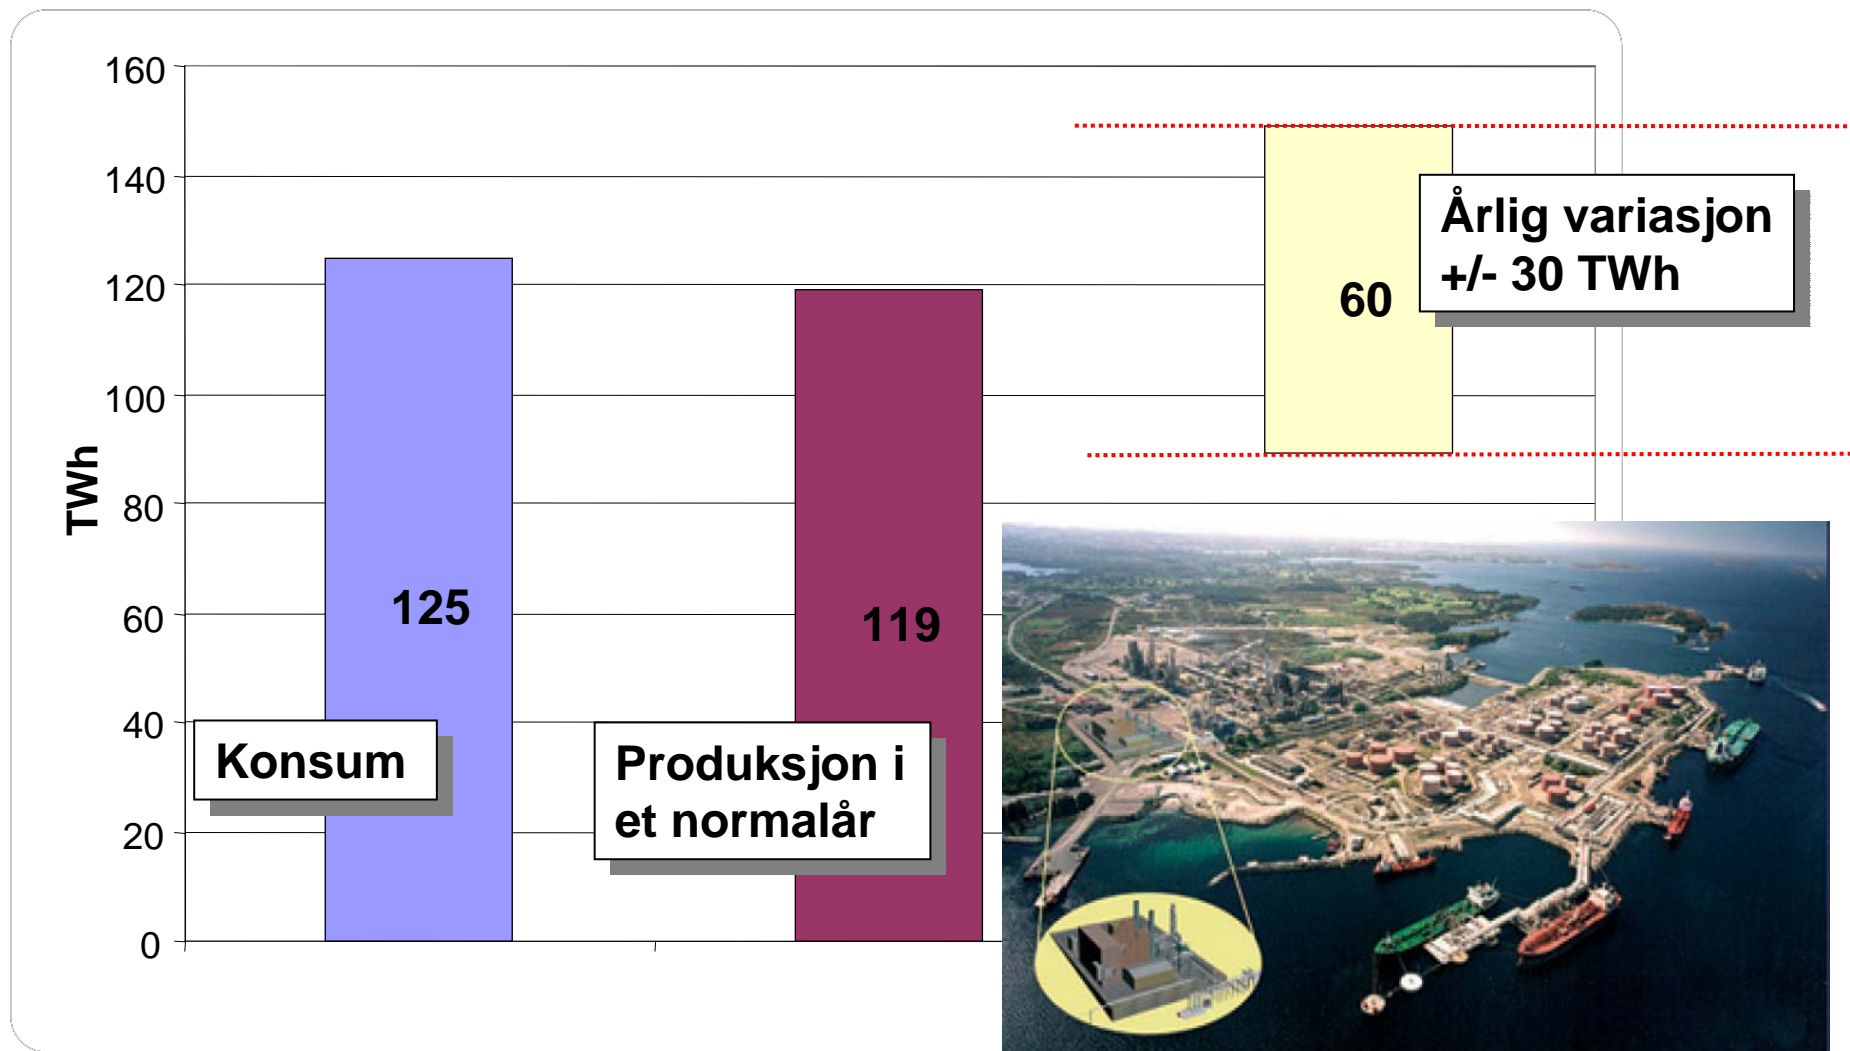 160
140
120
100
80
60
40
20
0
TWh
125
119
60
Konsum
Produksjon i
et normalår
Årlig variasjon
+/- 30 TWh